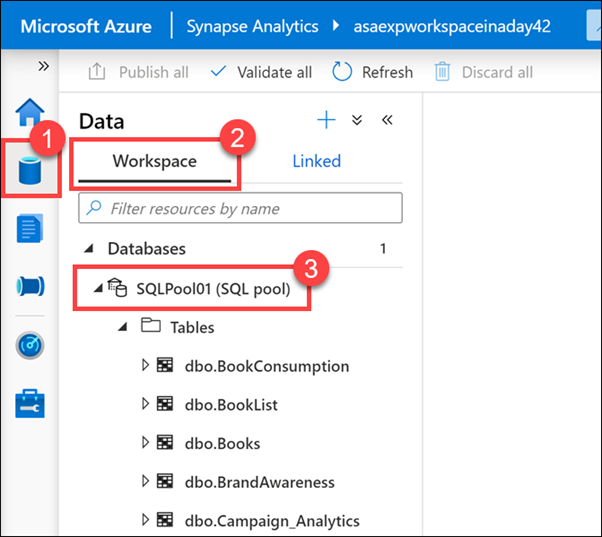 Microsoft Azure Synapse Analytics asaexpworkspaceinaday42
Publish all Validate all Refresh Discard all
Data
1
2
Workspace Linked
Filter resources by name
Databases 1
3
SQLPool01 (SQL pool)
Tables
dbo.BookConsumption
dbo.BookList
dbo.Books
dbo.BrandAwareness
dbo.Campaign_Analytics